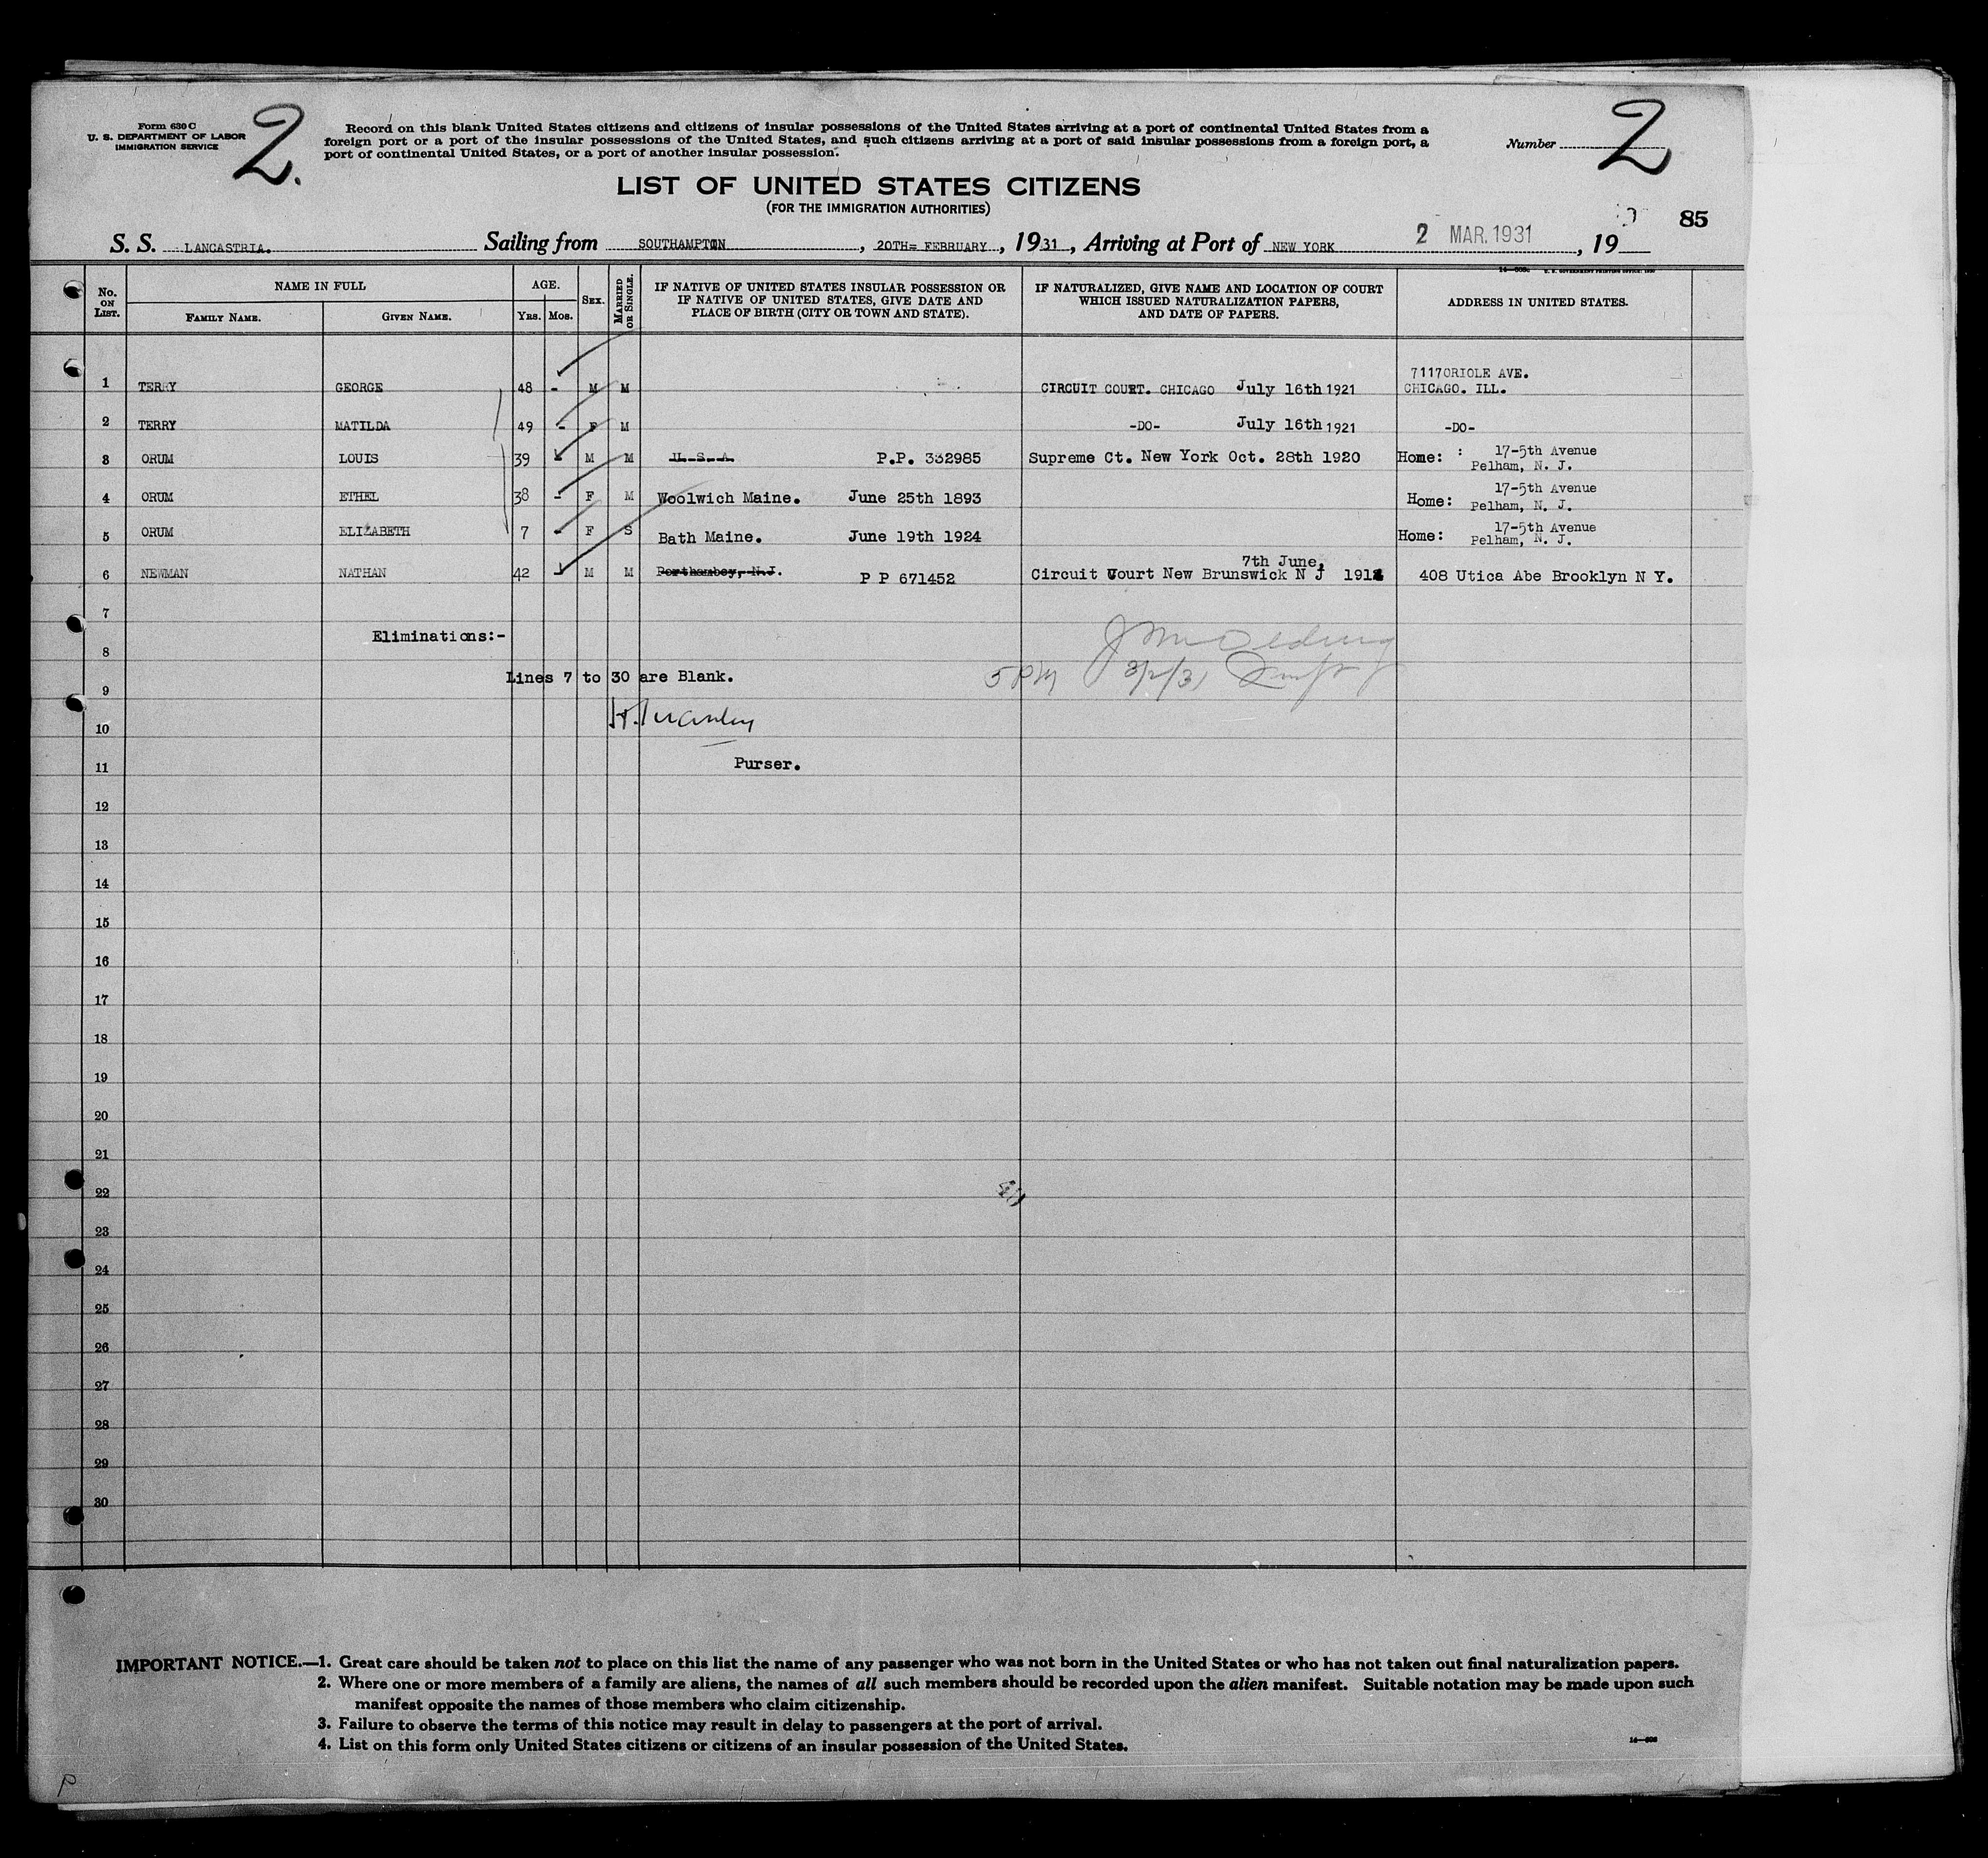 Form 630 C
U. S. DEPARTMENT OF LABOR
IMMIGRATION SERVICE
2.
Record on this blank United States citizens and citizens of insular possessions of the United States arriving at a port of continental United States from a
foreign port or a port of the insular possessions of the United States, and such citizens arriving at a port of said insular possessions from a foreign port, a
port of continental United States, or a port of another insular possession.
Number 2
LIST OF UNITED STATES CITIZENS
(FOR THE IMMIGRATION AUTHORITIES)
85
S. S. LANCASTRIA. Sailing from SOUTHAMPTON, 20TH= FEBRUARY, 1931, Arriving at Port of NEW YORK 2 MAR. 1931, 19
No. ON LIST. NAME IN FULL FAMILY NAME. GIVEN NAME. AGE. YRS. MOS. SEX. MARRIED OR SINGLE. IF NATIVE OF UNITED STATES INSULAR POSSESSION OR IF NATIVE OF UNITED STATES, GIVE DATE AND PLACE OF BIRTH (CITY OR TOWN AND STATE). IF NATURALIZED, GIVE NAME AND LOCATION OF COURT WHICH ISSUED NATURALIZATION PAPERS, AND DATE OF PAPERS. ADDRESS IN UNITED STATES.
1 TERRY GEORGE 48 - M M CIRCUIT COURT. CHICAGO July 16th 1921 7117 ORIOLE AVE. CHICAGO. ILL.
2 TERRY MATILDA 49 - F M -DO- July 16th 1921 -DO-
3 ORUM LOUIS 39 - M M U.S.A. P.P. 332985 Supreme Ct. New York Oct. 28th 1920 Home: : 17-5th Avenue Pelham, N. J.
4 ORUM ETHEL 38 - F M Woolwich Maine. June 25th 1893 Home: 17-5th Avenue Pelham, N. J.
5 ORUM ELIZABETH 7 - F S Bath Maine. June 19th 1924 Home: 17-5th Avenue Pelham, N. J.
6 NEWMAN NATHAN 42 - M M Porthambey, N.J. P P 671452 Circuit Court New Brunswick N J 7th June, 191 408 Utica Abe Brooklyn N Y.
7
Eliminations:-
8
Lines 7 to 30 are Blank.
5 PM 3/2/31
9
10
Purser.
11
12
13
14
15
16
17
18
19
20
21
22
23
24
25
26
27
28
29
30
IMPORTANT NOTICE.—1. Great care should be taken not to place on this list the name of any passenger who was not born in the United States or who has not taken out final naturalization papers.
2. Where one or more members of a family are aliens, the names of all such members should be recorded upon the alien manifest. Suitable notation may be made upon such
manifest opposite the names of those members who claim citizenship.
3. Failure to observe the terms of this notice may result in delay to passengers at the port of arrival.
4. List on this form only United States citizens or citizens of an insular possession of the United States.
P